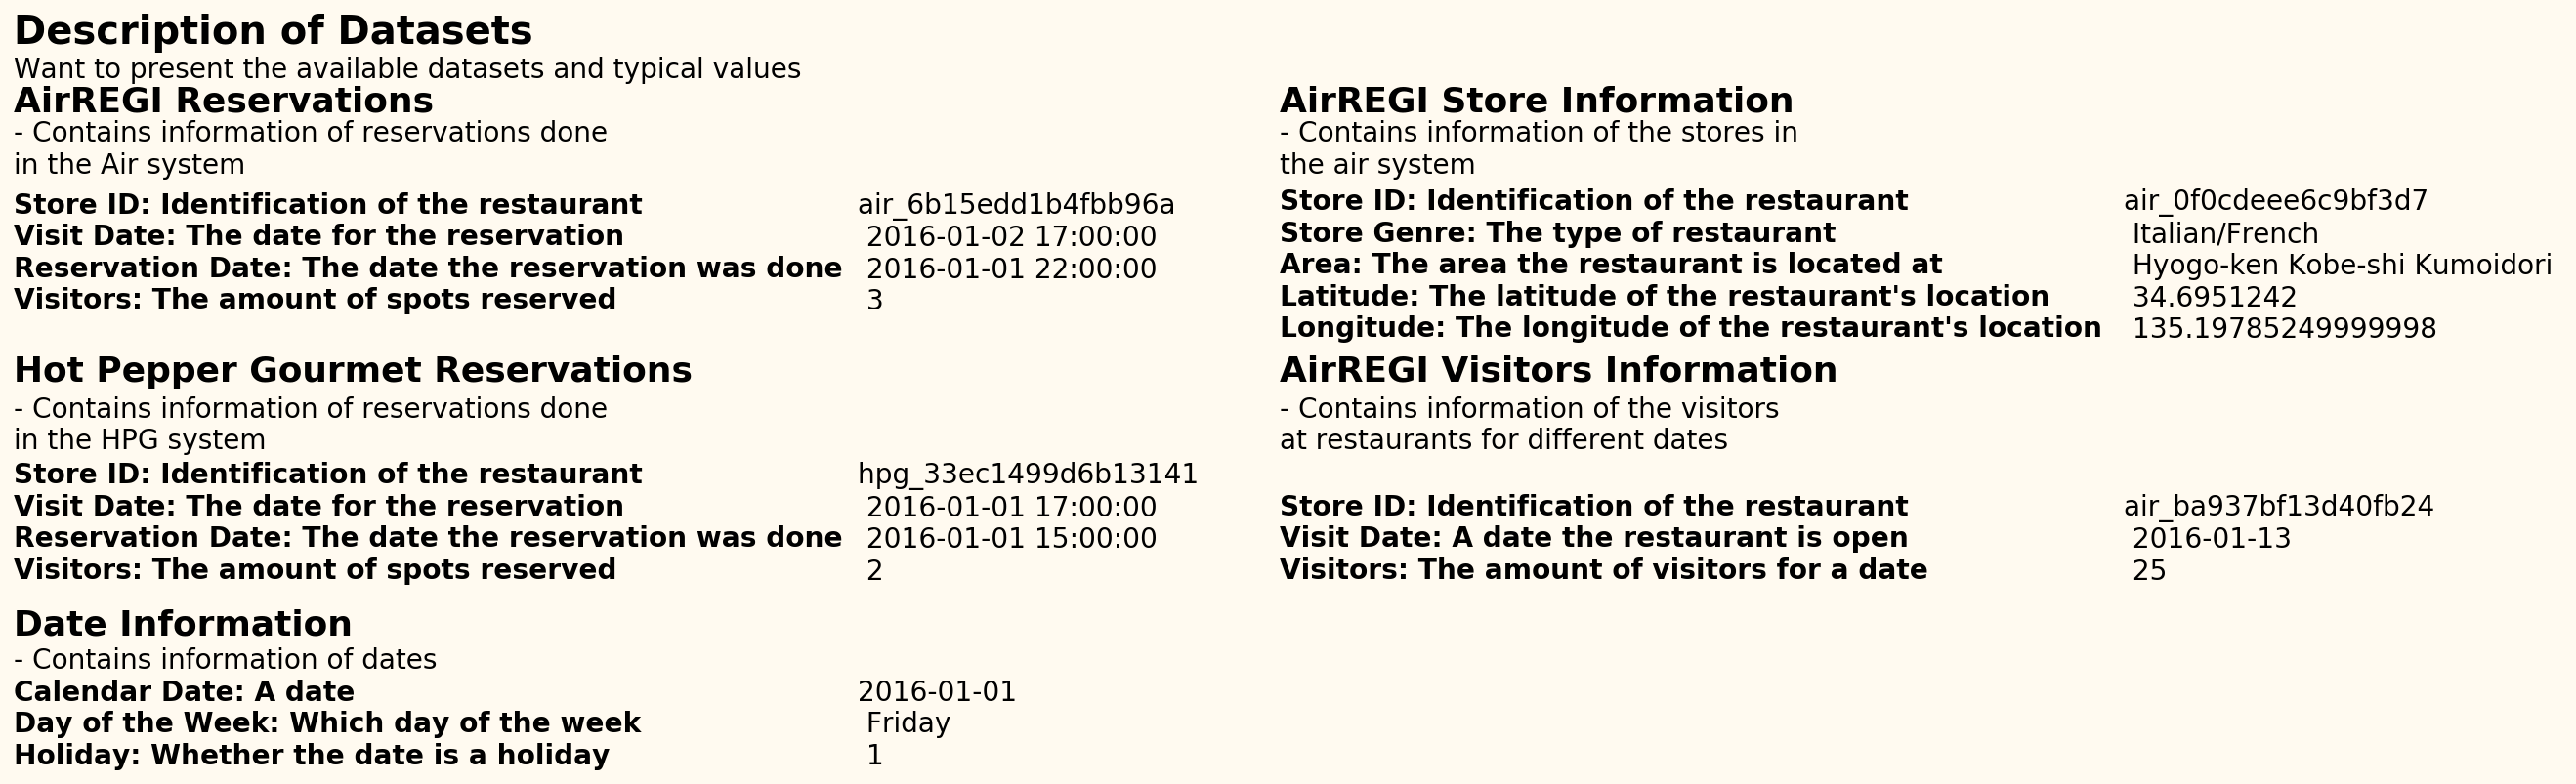 Description of Datasets
Want to present the available datasets and typical values
AirREGI Reservations
- Contains information of reservations done
in the Air system
Store ID: Identification of the restaurant air_6b15edd1b4fbb96a
Visit Date: The date for the reservation 2016-01-02 17:00:00
Reservation Date: The date the reservation was done 2016-01-01 22:00:00
Visitors: The amount of spots reserved 3
AirREGI Store Information
- Contains information of the stores in
the air system
Store ID: Identification of the restaurant air_0f0cdeee6c9bf3d7
Store Genre: The type of restaurant Italian/French
Area: The area the restaurant is located at Hyogo-ken Kobe-shi Kumoidori
Latitude: The latitude of the restaurant's location 34.6951242
Longitude: The longitude of the restaurant's location 135.19785249999998
Hot Pepper Gourmet Reservations
- Contains information of reservations done
in the HPG system
Store ID: Identification of the restaurant hpg_33ec1499d6b13141
Visit Date: The date for the reservation 2016-01-01 17:00:00
Reservation Date: The date the reservation was done 2016-01-01 15:00:00
Visitors: The amount of spots reserved 2
AirREGI Visitors Information
- Contains information of the visitors
at restaurants for different dates
Store ID: Identification of the restaurant air_ba937bf13d40fb24
Visit Date: A date the restaurant is open 2016-01-13
Visitors: The amount of visitors for a date 25
Date Information
- Contains information of dates
Calendar Date: A date 2016-01-01
Day of the Week: Which day of the week Friday
Holiday: Whether the date is a holiday 1